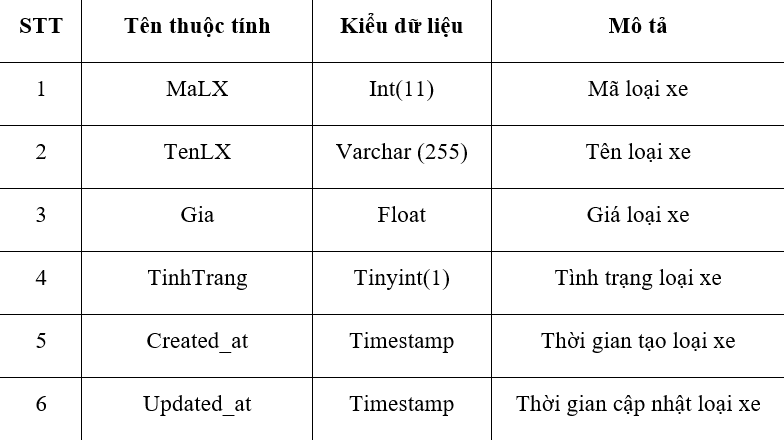 STT Tên thuộc tính Kiểu dữ liệu Mô tả
1 MaLX Int(11) Mã loại xe
2 TenLX Varchar (255) Tên loại xe
3 Gia Float Giá loại xe
4 TinhTrang Tinyint(1) Tình trạng loại xe
5 Created_at Timestamp Thời gian tạo loại xe
6 Updated_at Timestamp Thời gian cập nhật loại xe